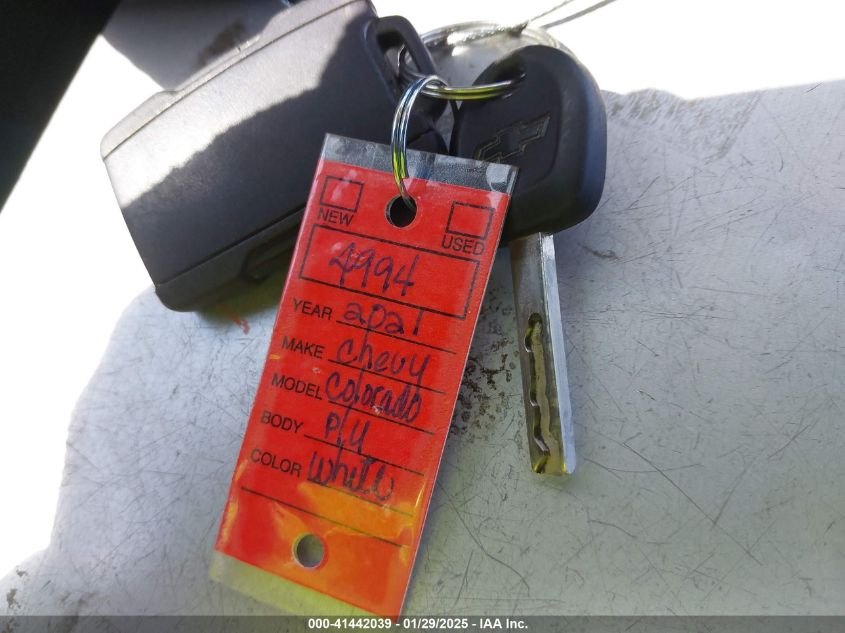 NEW USED
4994
YEAR 2021
MAKE Chevy
MODEL Colorado
BODY P/U
COLOR White
000-41442039 - 01/29/2025 - IAA Inc.